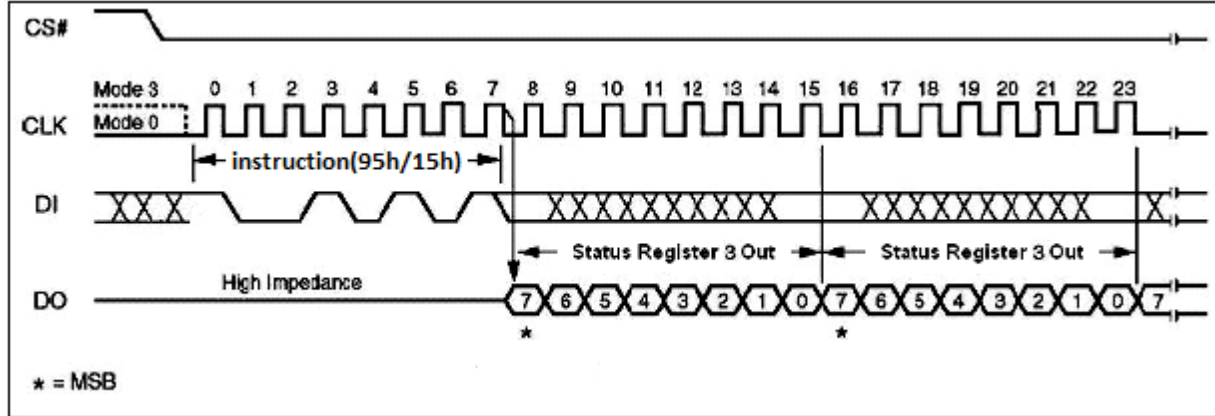 CS#
Mode 3 0 1 2 3 4 5 6 7 8 9 10 11 12 13 14 15 16 17 18 19 20 21 22 23
CLK Mode 0
instruction(95h/15h)
DI
Status Register 3 Out Status Register 3 Out
High Impedance
DO 7 6 5 4 3 2 1 0 7 6 5 4 3 2 1 0 7
* *
* = MSB